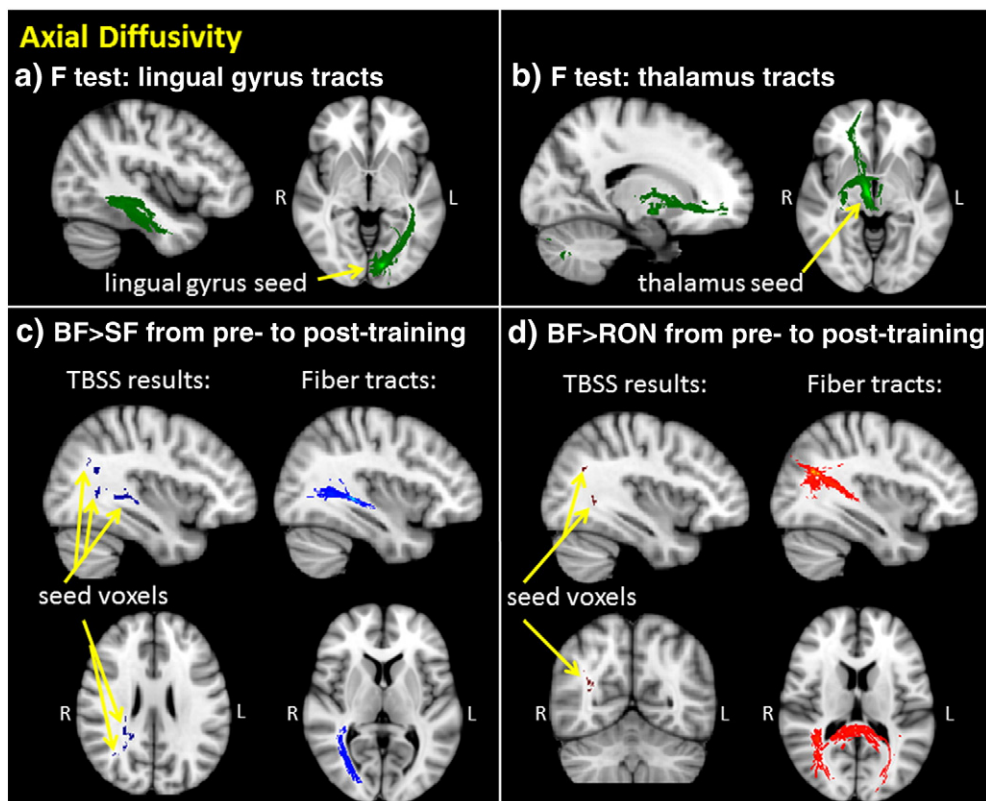 Axial Diffusivity
a) F test: lingual gyrus tracts
R
L
lingual gyrus seed
b) F test: thalamus tracts
R
L
thalamus seed
c) BF>SF from pre- to post-training
TBSS results:
Fiber tracts:
seed voxels
R
L
R
L
d) BF>RON from pre- to post-training
TBSS results:
Fiber tracts:
seed voxels
R
L
R
L